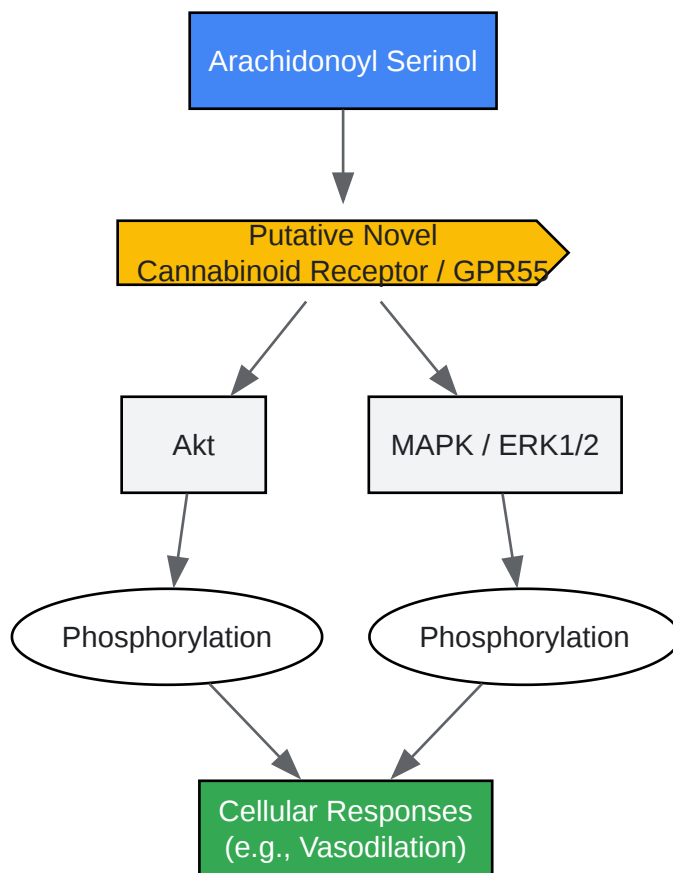 Arachidonoyl Serinol
Putative Novel
Cannabinoid Receptor / GPR55
Akt
MAPK / ERK1/2
Phosphorylation
Phosphorylation
Cellular Responses
(e.g., Vasodilation)